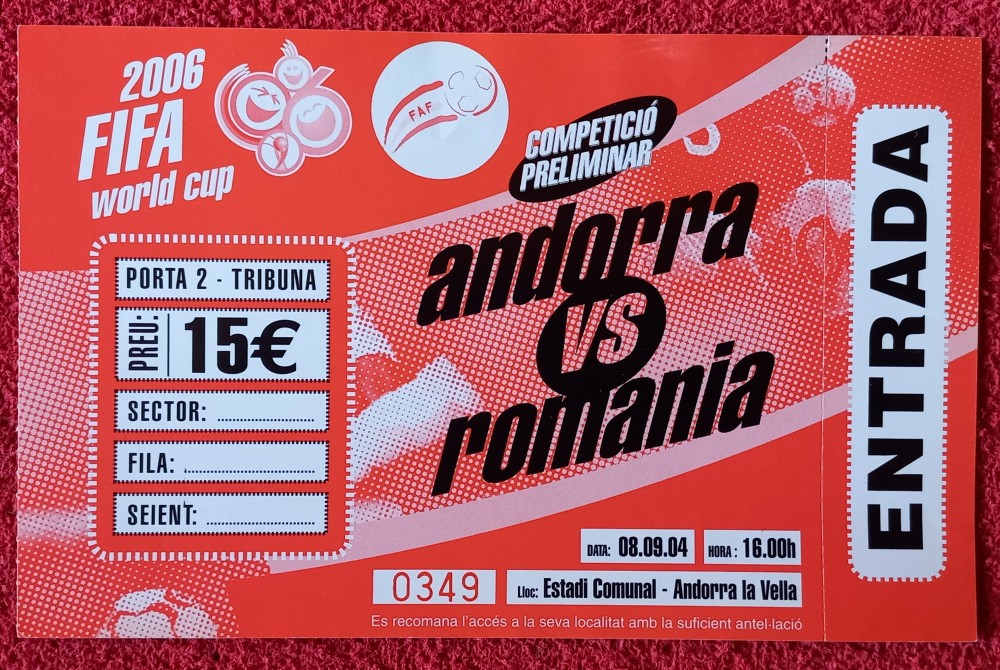 2006
FIFA
world cup
FAF
COMPETICIÓ
PRELIMINAR
andorra
VS
romania
PORTA 2 - TRIBUNA
PREU: 15€
SECTOR: ................................
FILA: ................................
SEIENT: ................................
DATA: 08.09.04 HORA: 16.00h
0349 Lloc: Estadi Comunal - Andorra la Vella
Es recomana l'accés a la seva localitat amb la suficient antel·lació
ENTRADA